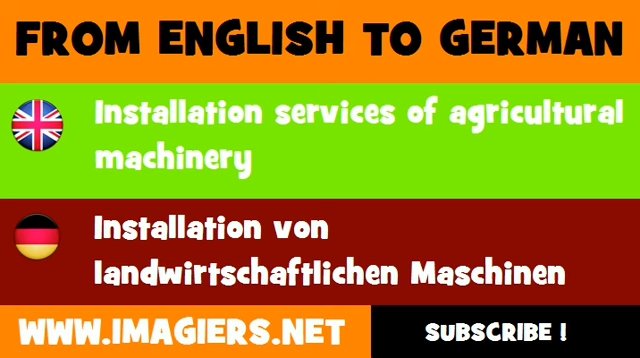 FROM ENGLISH TO GERMAN
Installation services of agricultural
machinery
Installation von
landwirtschaftlichen Maschinen
WWW.IMAGIERS.NET
SUBSCRIBE !